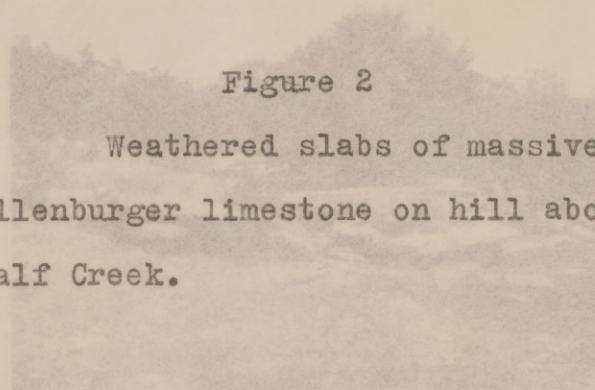 Figure 2
Weathered slabs of massive
llenburger limestone on hill abo
alf Creek.